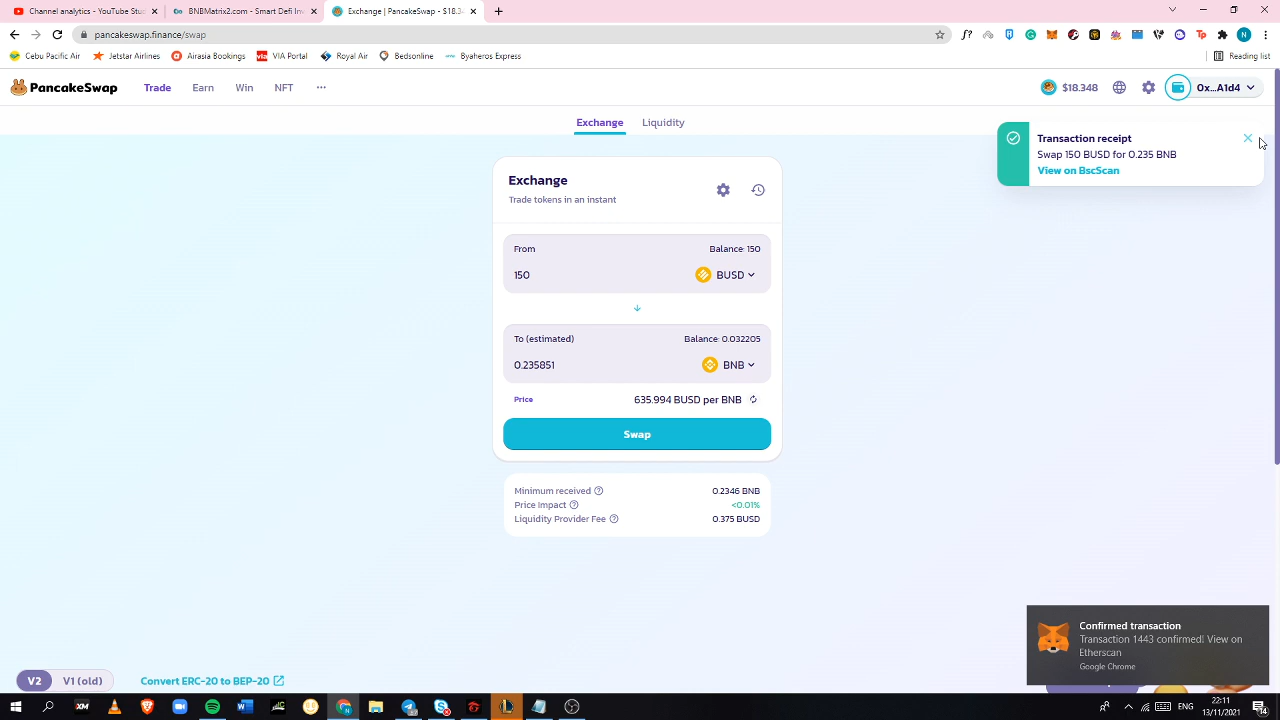 Channel analytics - YouTube Stu
BNBMatrix2.com - Smart Defi In
Exchange | PancakeSwap - $18.34
pancakeswap.finance/swap
Cebu Pacific Air
Jetstar Airlines
Airasia Bookings
VIA Portal
Royal Air
Bedsonline
Byaheros Express
Reading list
PancakeSwap
Trade
Earn
Win
NFT
$18.348
0x...A1d4
Exchange
Liquidity
Transaction receipt
Swap 150 BUSD for 0.235 BNB
View on BscScan
Exchange
Trade tokens in an instant
From
Balance: 150
150
BUSD
To (estimated)
Balance: 0.032205
0.235851
BNB
Price
635.994 BUSD per BNB
Swap
Minimum received
0.2346 BNB
Price Impact
<0.01%
Liquidity Provider Fee
0.375 BUSD
Confirmed transaction
Transaction 1443 confirmed! View on
Etherscan
Google Chrome
V2
V1 (old)
Convert ERC-20 to BEP-20
ENG
22:11
13/11/2021